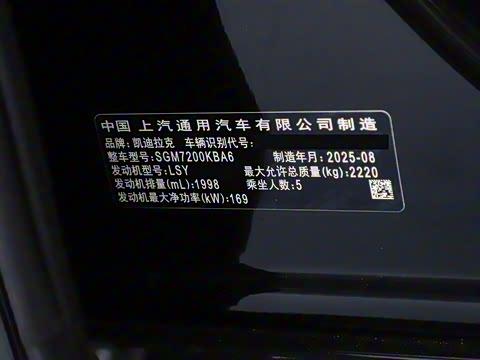 中国 上汽通用汽车有限公司制造
品牌: 凯迪拉克 车辆识别代号:
整车型号:SGM7200KBA6 制造年月:2025-08
发动机型号:LSY 最大允许总质量(kg):2220
发动机排量(mL):1998 乘坐人数:5
发动机最大净功率(kW):169